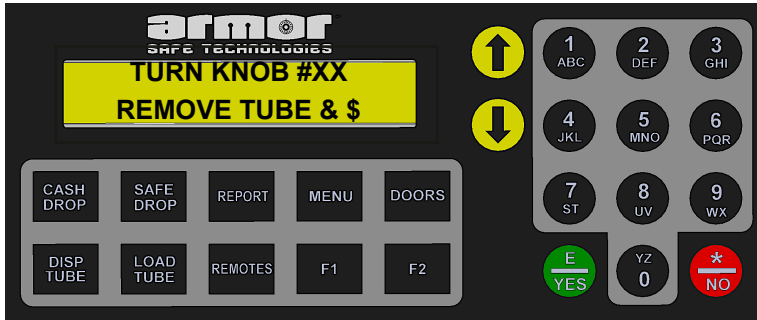 armor
SAFE TECHNOLOGIES
TURN KNOB #XX
REMOVE TUBE & $
CASH
DROP
SAFE
DROP
REPORT
MENU
DOORS
DISP
TUBE
LOAD
TUBE
REMOTES
F1
F2
1
ABC
2
DEF
3
GHI
4
JKL
5
MNO
6
PQR
7
ST
8
UV
9
WX
E
YES
YZ
0
*
NO